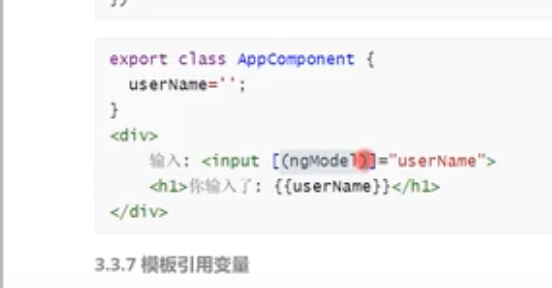 })
export class AppComponent {
userName='';
}
<div>
输入: <input [(ngModel)]="userName">
<h1>你输入了: {{userName}}</h1>
</div>
3.3.7 模板引用变量